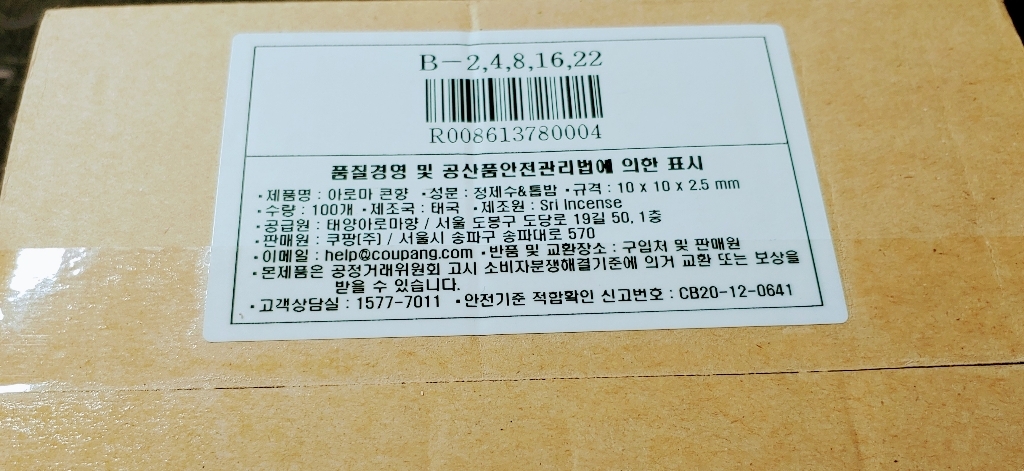 B-2,4,8,16,22
R008613780004
품질경영 및 공산품안전관리법에 의한 표시
·제품명 : 아로마 콘향 ·성분 : 정제수&톱밥 ·규격 : 10 x 10 x 2.5 mm
·수량 : 100개 ·제조국 : 태국 ·제조원 : Sri Incense
·공급원 : 태양아로마향 / 서울 도봉구 도당로 19길 50, 1층
·판매원 : 쿠팡(주) / 서울시 송파구 송파대로 570
·이메일 : help@coupang.com ·반품 및 교환장소 : 구입처 및 판매원
·본제품은 공정거래위원회 고시 소비자분쟁해결기준에 의거 교환 또는 보상을
받을 수 있습니다.
·고객상담실 : 1577-7011 ·안전기준 적합확인 신고번호 : CB20-12-0641